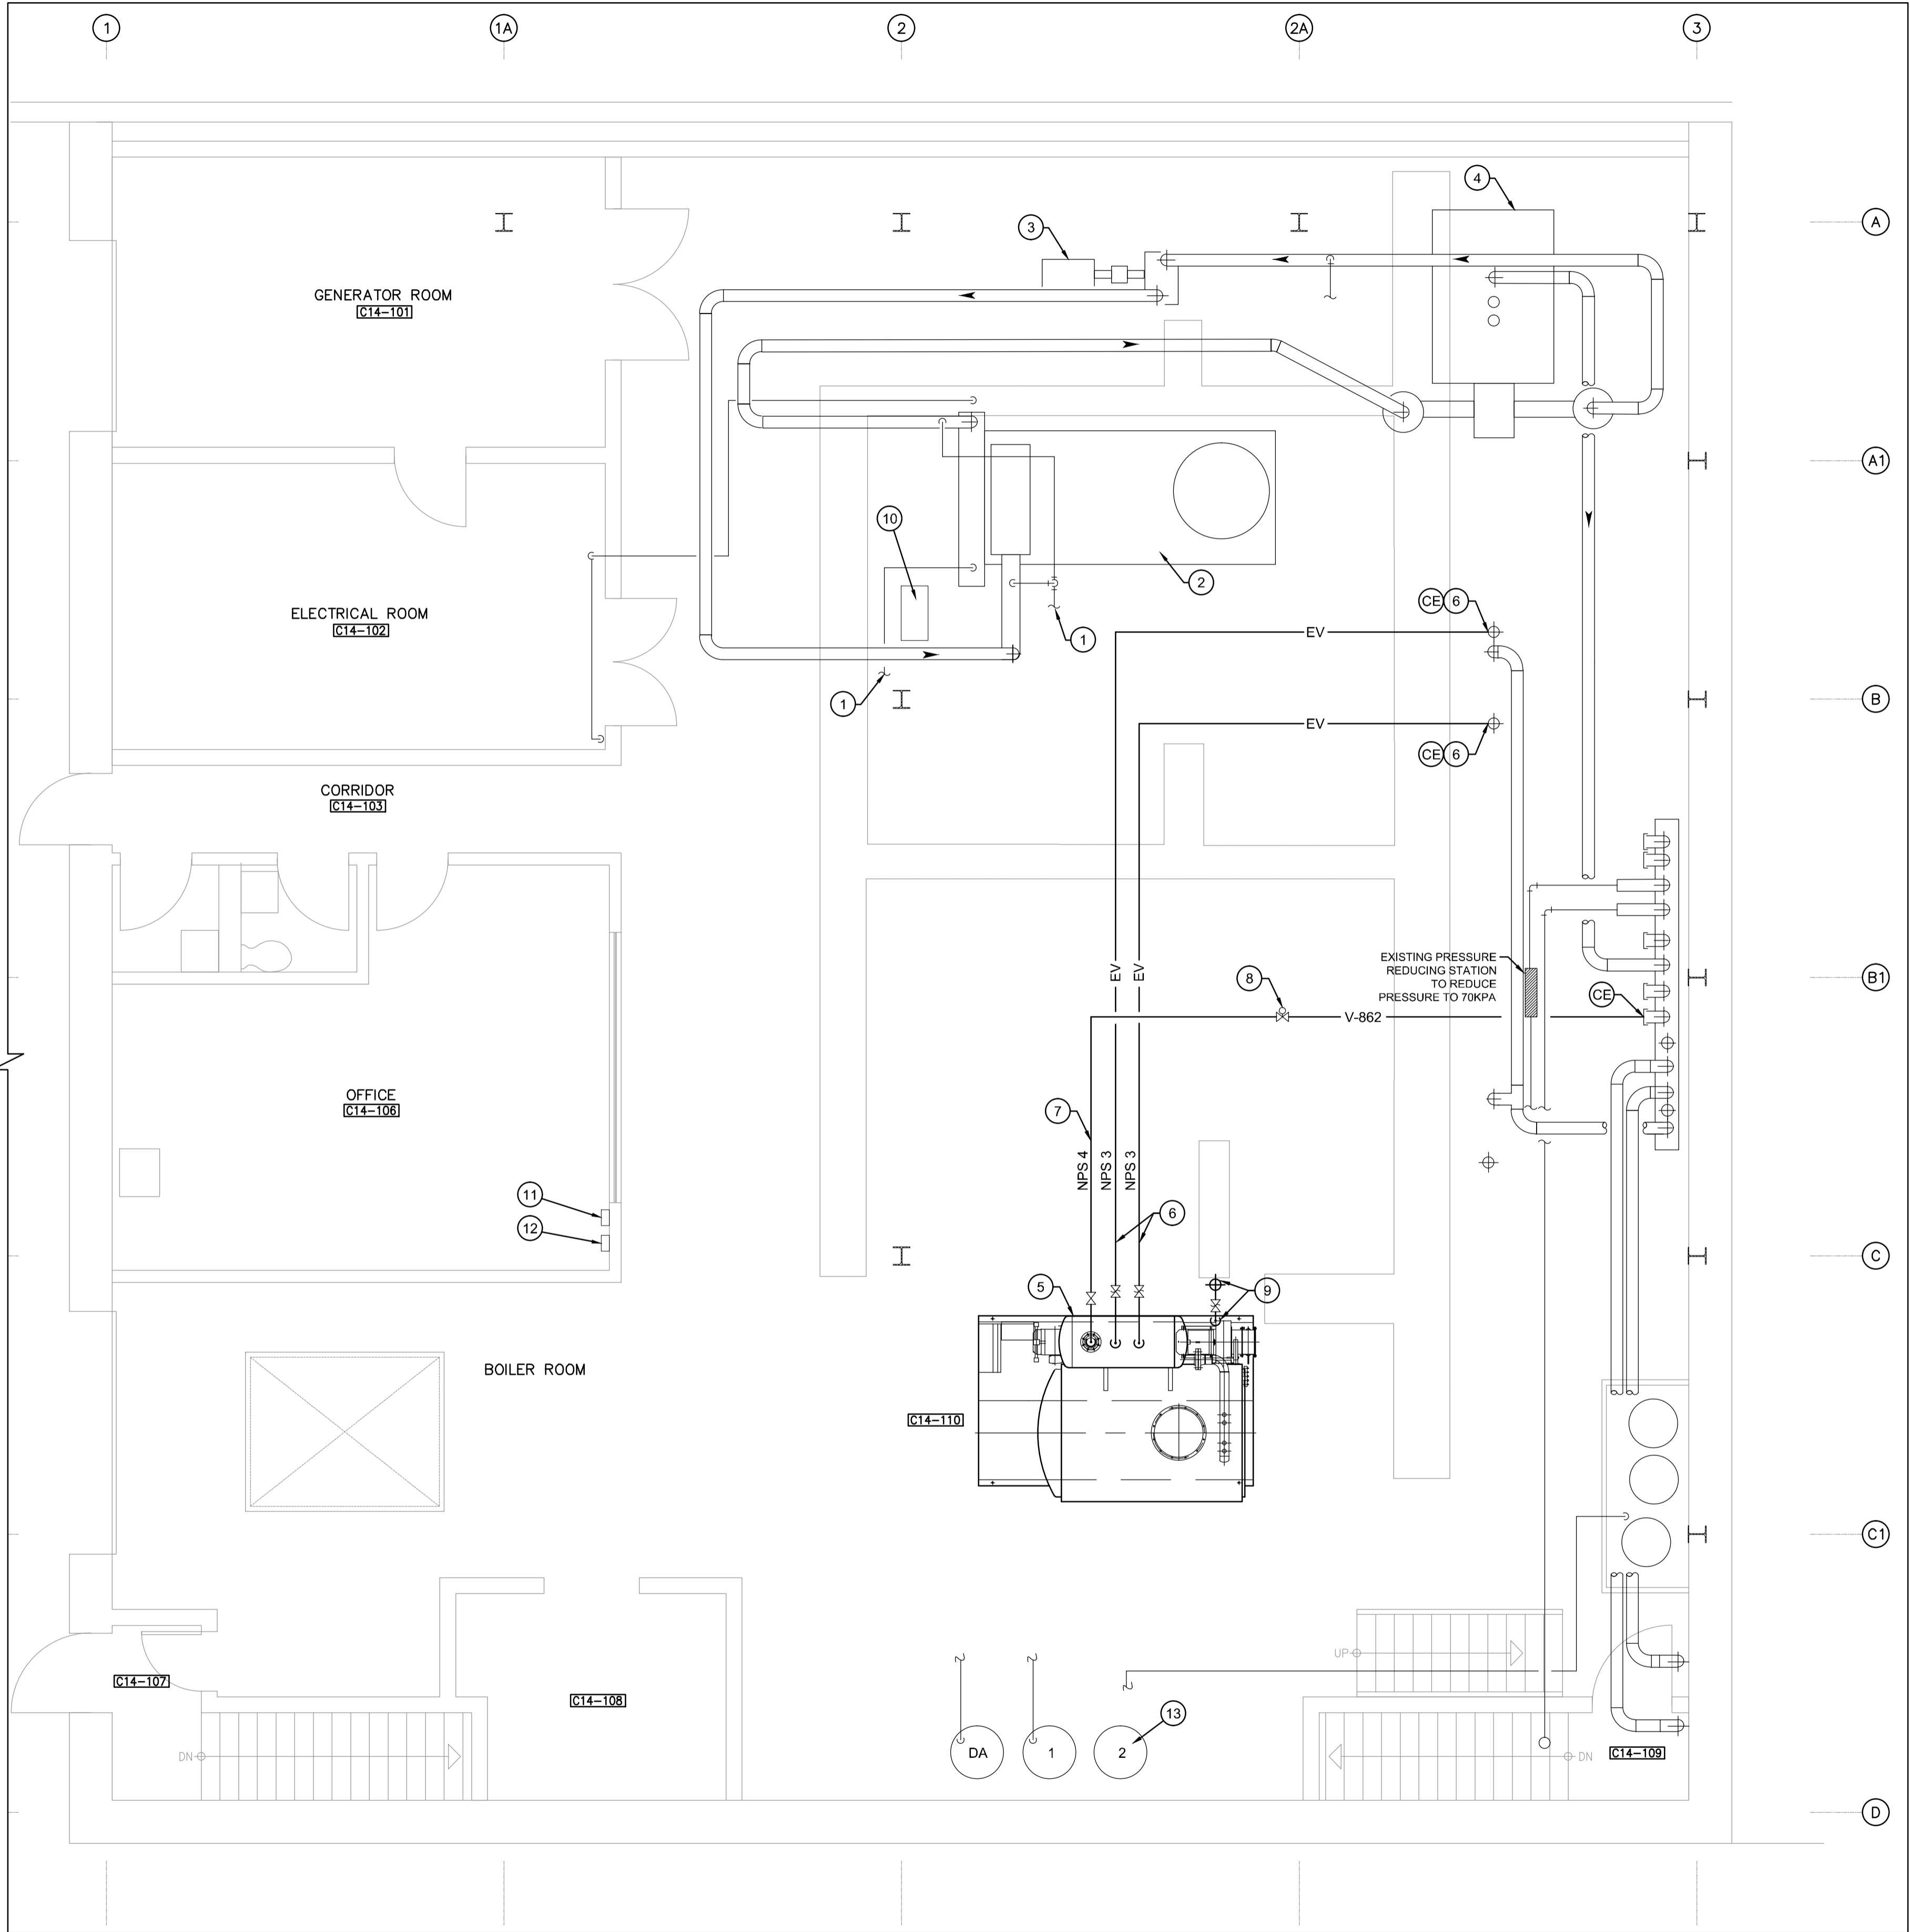 1
1A
2
2A
3
4
A
3
GENERATOR ROOM
C14-101
A1
10
2
CE 6
EV
ELECTRICAL ROOM
C14-102
1
1
B
EV
CE 6
CORRIDOR
C14-103
EXISTING PRESSURE
REDUCING STATION
TO REDUCE
PRESSURE TO 70KPA
EV
EV
8
B1
CE
V-862
OFFICE
C14-106
7
NPS 4
NPS 3
NPS 3
11
12
6
C
5
9
BOILER ROOM
C14-110
C1
UP
C14-107
C14-108
13
DN
DA
1
2
DN
C14-109
D